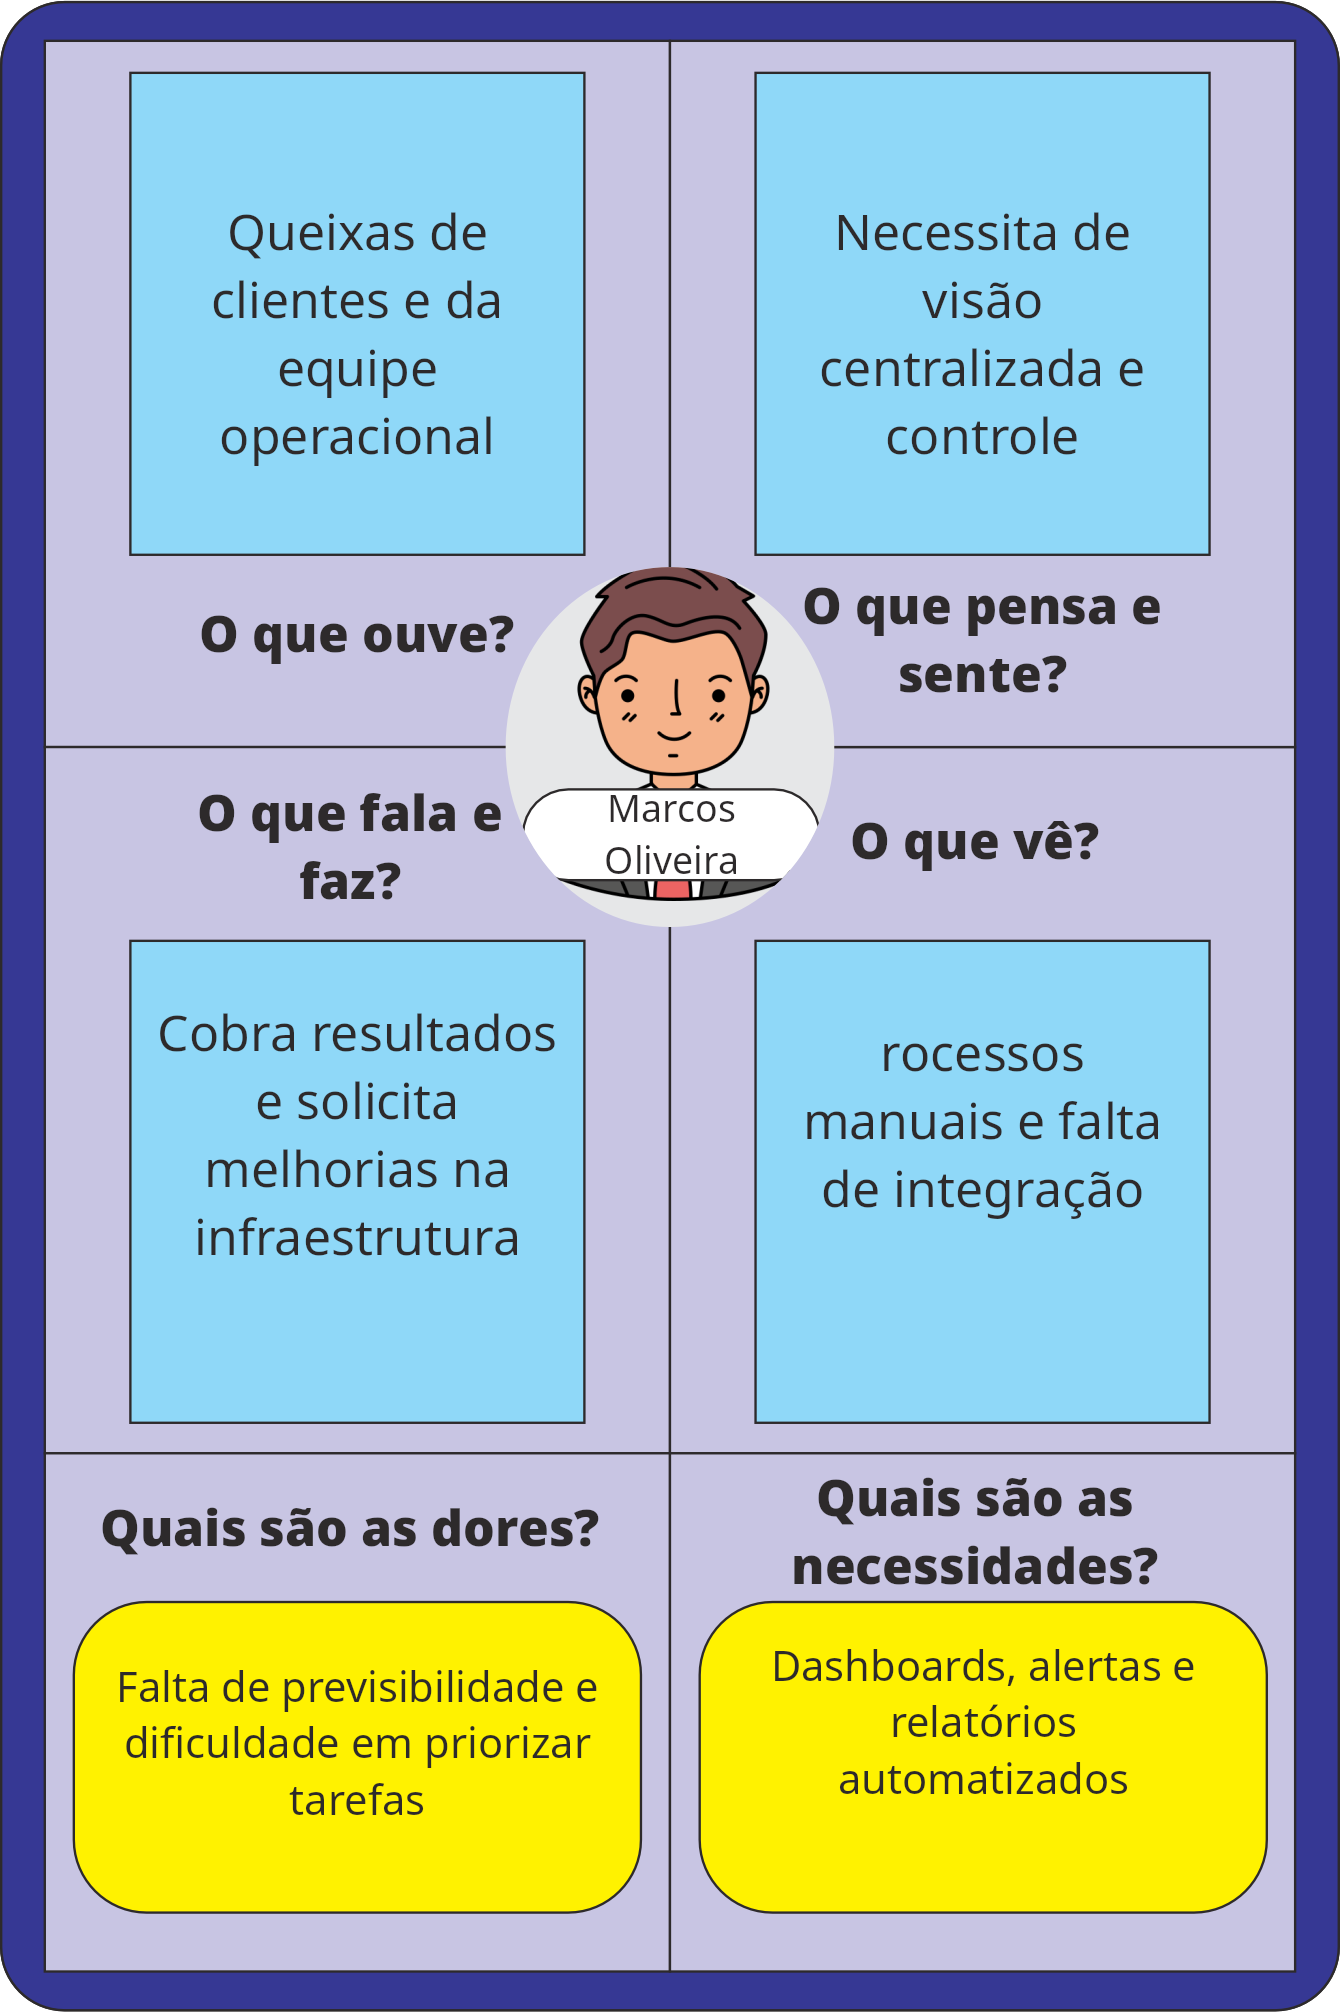 Queixas de
clientes e da
equipe
operacional
O que ouve?
Necessita de
visão
centralizada e
controle
O que pensa e
sente?
Marcos
Oliveira
O que fala e
faz?
Cobra resultados
e solicita
melhorias na
infraestrutura
O que vê?
rocessos
manuais e falta
de integração
Quais são as dores?
Falta de previsibilidade e
dificuldade em priorizar
tarefas
Quais são as
necessidades?
Dashboards, alertas e
relatórios
automatizados